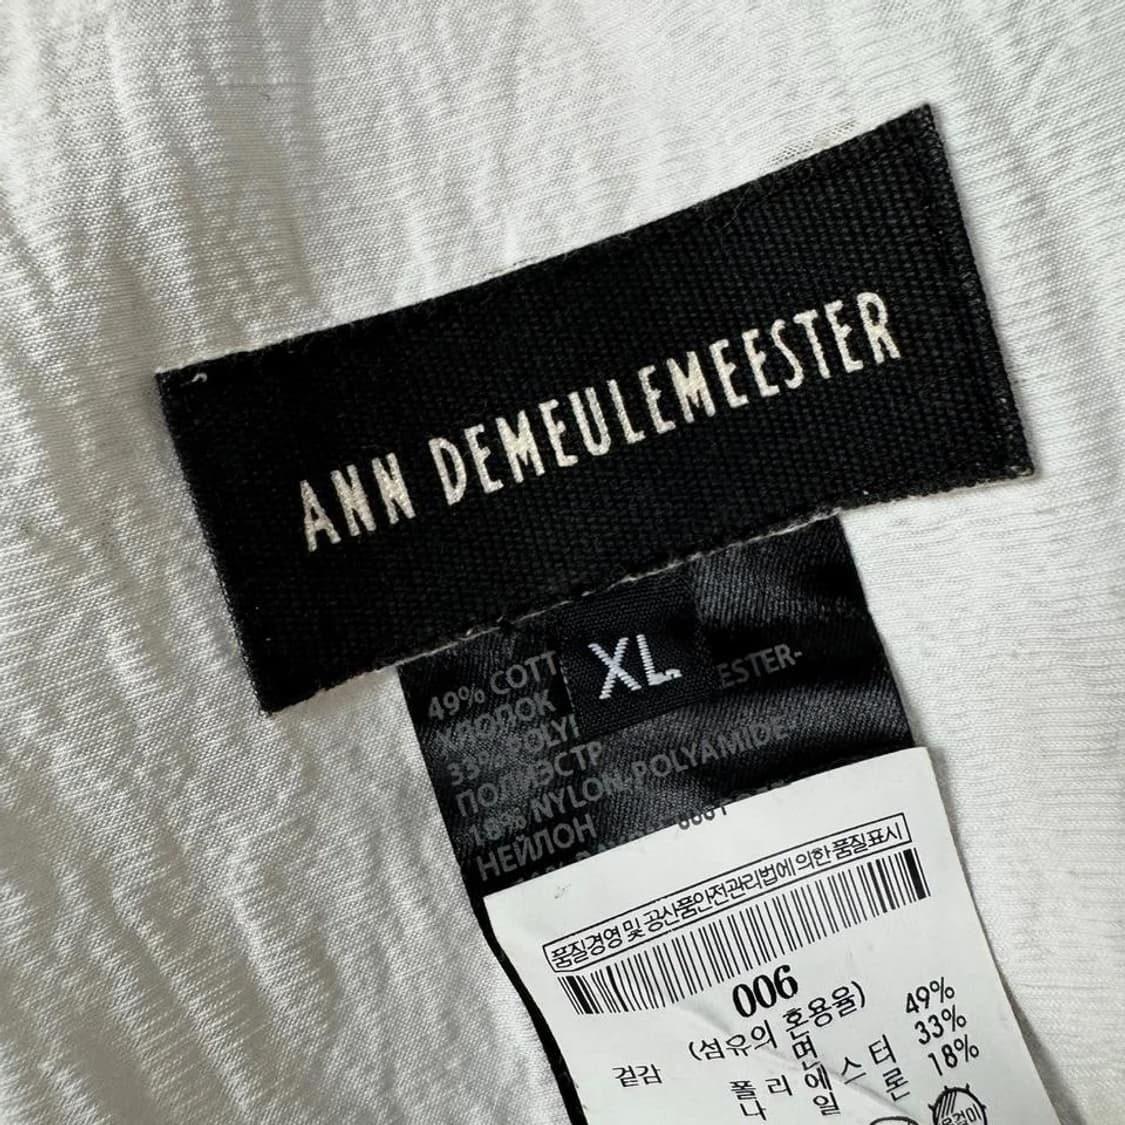 ANN DEMEULEMEESTER
XL
49% COTT
ХЛОПОК
33% POLY ESTER-
ПОЛИЭСТР
18% NYLON-POLYAMIDE-
НЕЙЛОН
품질경영 및 공산품안전관리법에 의한 품질표시
006
(섬유의 혼용율)
겉감 면 49%
폴리에스터 33%
나일론 18%